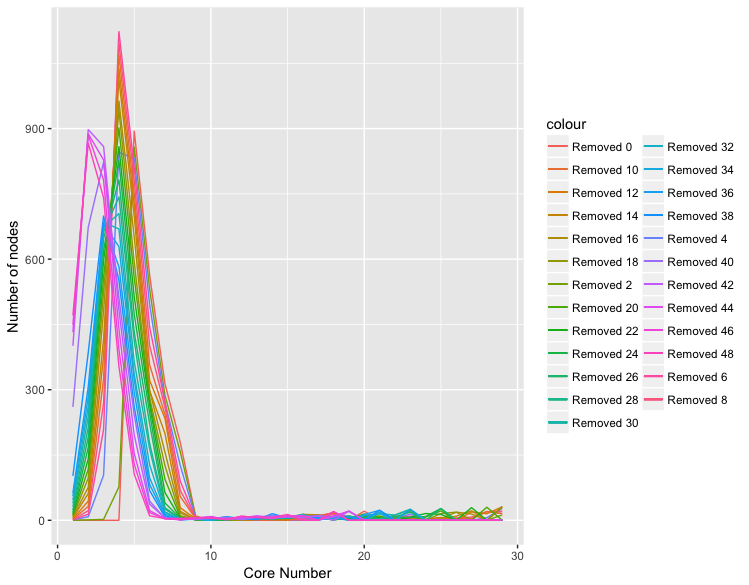 900
600
300
0
0
10
20
30
Number of nodes
Core Number
colour
Removed 0
Removed 10
Removed 12
Removed 14
Removed 16
Removed 18
Removed 2
Removed 20
Removed 22
Removed 24
Removed 26
Removed 28
Removed 30
Removed 32
Removed 34
Removed 36
Removed 38
Removed 4
Removed 40
Removed 42
Removed 44
Removed 46
Removed 48
Removed 6
Removed 8